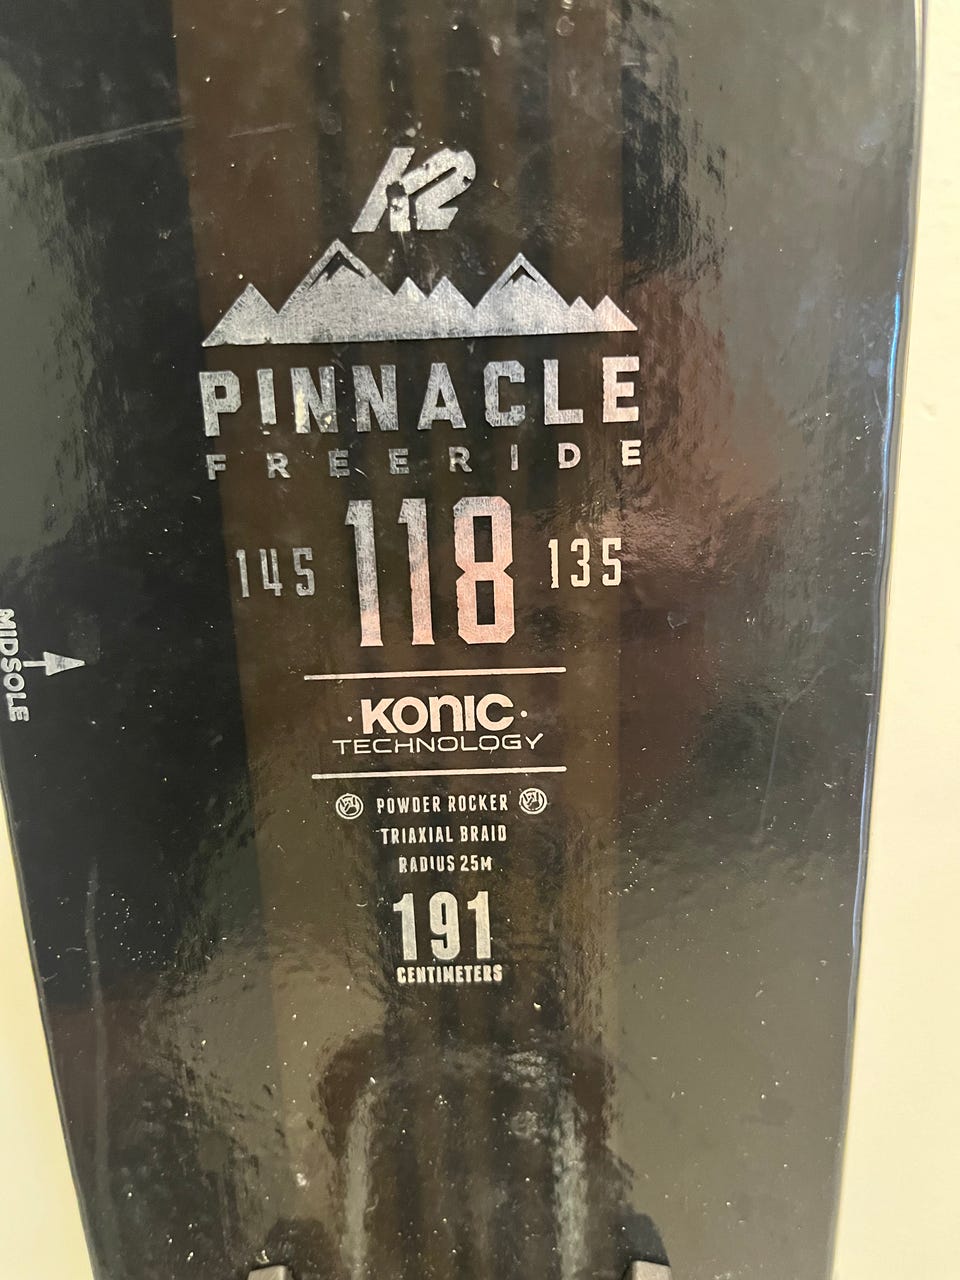 K2
PINNACLE
FREERIDE
145 118 135
MIDSOLE
KONIC
TECHNOLOGY
POWDER ROCKER
TRIAXIAL BRAID
RADIUS 25M
191
CENTIMETERS